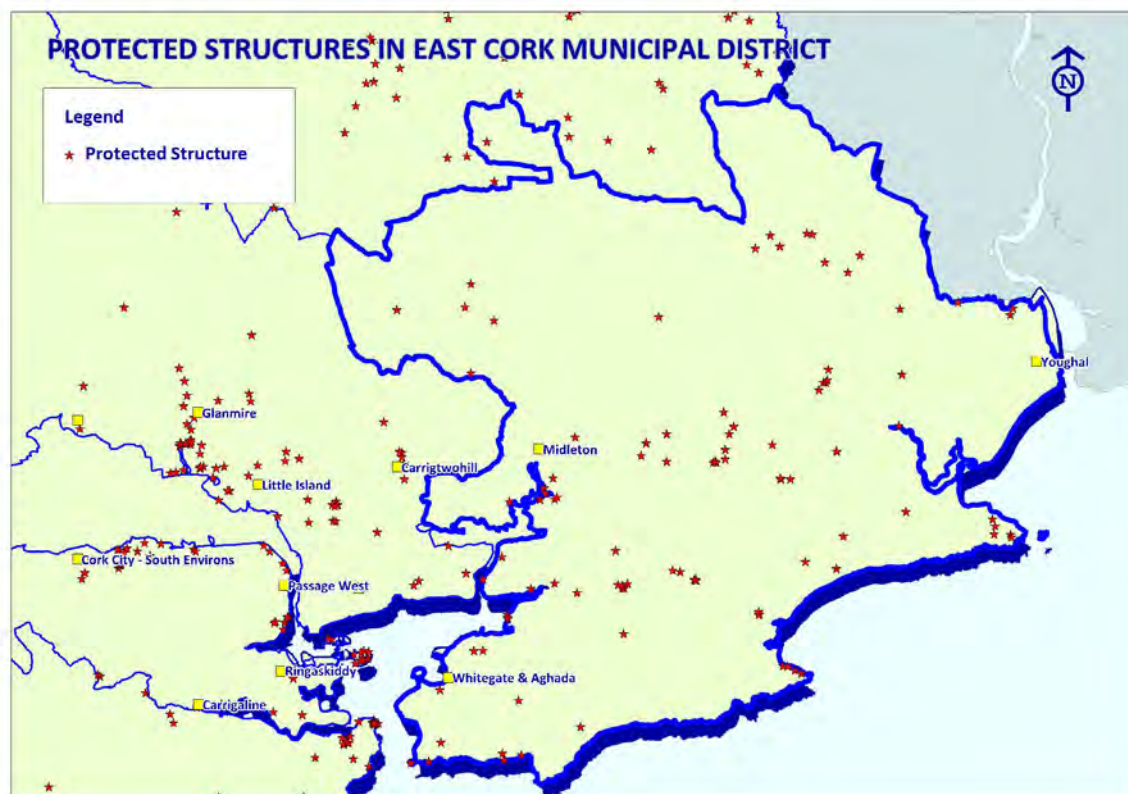 PROTECTED STRUCTURES IN EAST CORK MUNICIPAL DISTRICT
N
Legend
Protected Structure
Youghal
Glanmire
Midleton
Carrigtwohill
Little Island
Cork City - South Environs
Passage West
Ringaskiddy
Whitegate & Aghada
Carrigaline